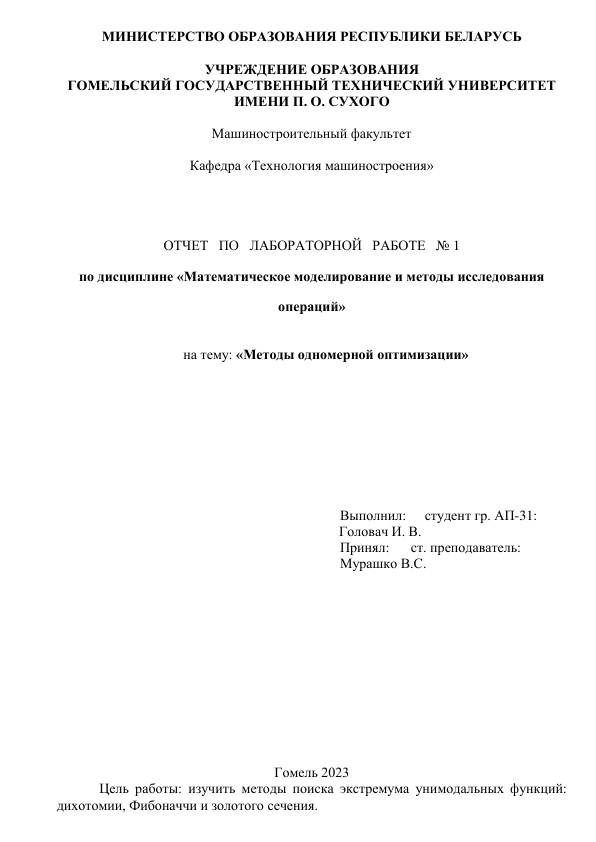 МИНИСТЕРСТВО ОБРАЗОВАНИЯ РЕСПУБЛИКИ БЕЛАРУСЬ
УЧРЕЖДЕНИЕ ОБРАЗОВАНИЯ
ГОМЕЛЬСКИЙ ГОСУДАРСТВЕННЫЙ ТЕХНИЧЕСКИЙ УНИВЕРСИТЕТ
ИМЕНИ П. О. СУХОГО
Машиностроительный факультет
Кафедра «Технология машиностроения»
ОТЧЕТ ПО ЛАБОРАТОРНОЙ РАБОТЕ № 1
по дисциплине «Математическое моделирование и методы исследования
операций»
на тему: «Методы одномерной оптимизации»
Выполнил: студент гр. АП-31:
Головач И. В.
Принял: ст. преподаватель:
Мурашко В.С.
Гомель 2023
Цель работы: изучить методы поиска экстремума унимодальных функций:
дихотомии, Фибоначчи и золотого сечения.